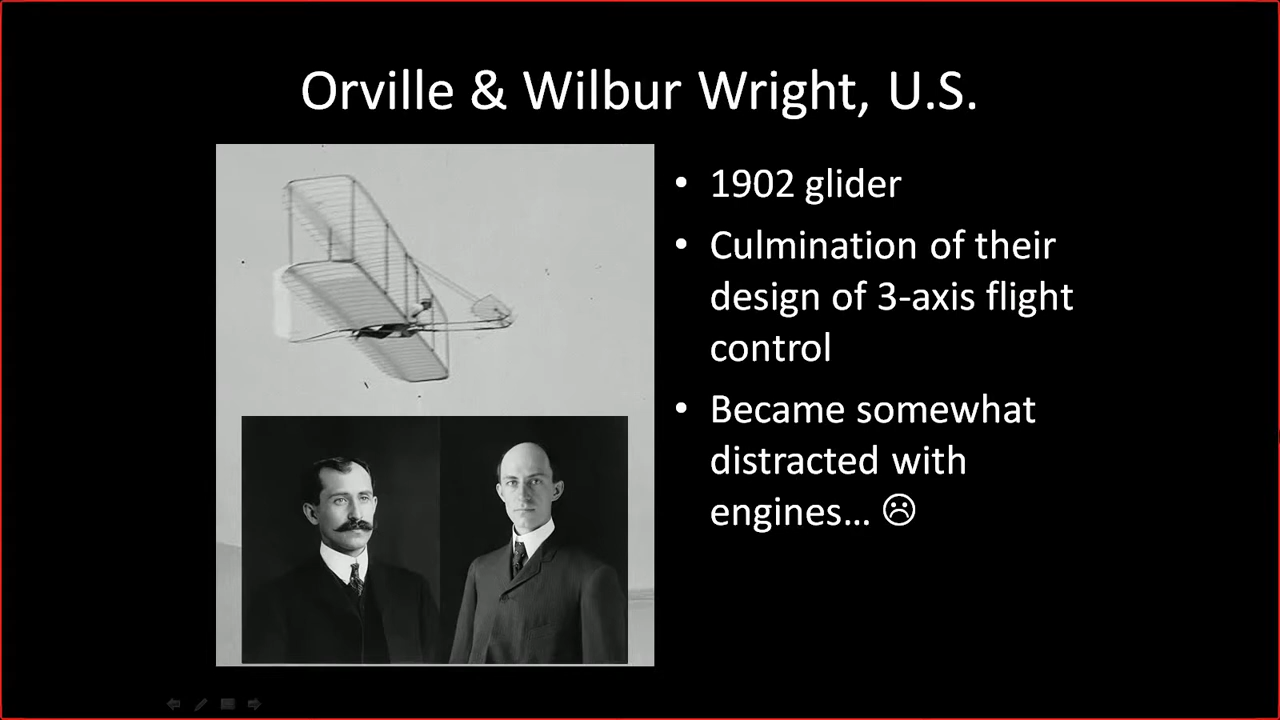 Orville & Wilbur Wright, U.S.
• 1902 glider
• Culmination of their
design of 3-axis flight
control
• Became somewhat
distracted with
engines... ☹